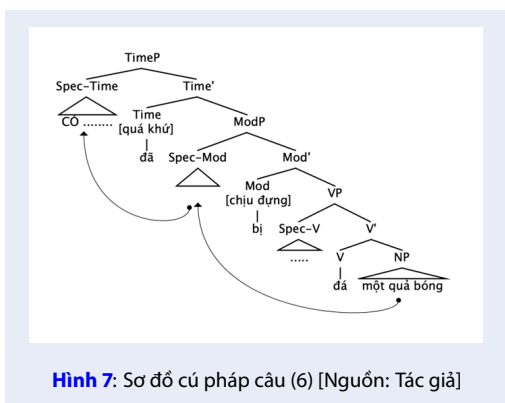 TimeP
Spec-Time Time'
CÓ ........ Time ModP
[quá khứ]
đã Spec-Mod Mod'
Mod VP
[chịu đựng]
bị Spec-V V'
..... V NP
đá một quả bóng
Hình 7: Sơ đồ cú pháp câu (6) [Nguồn: Tác giả]